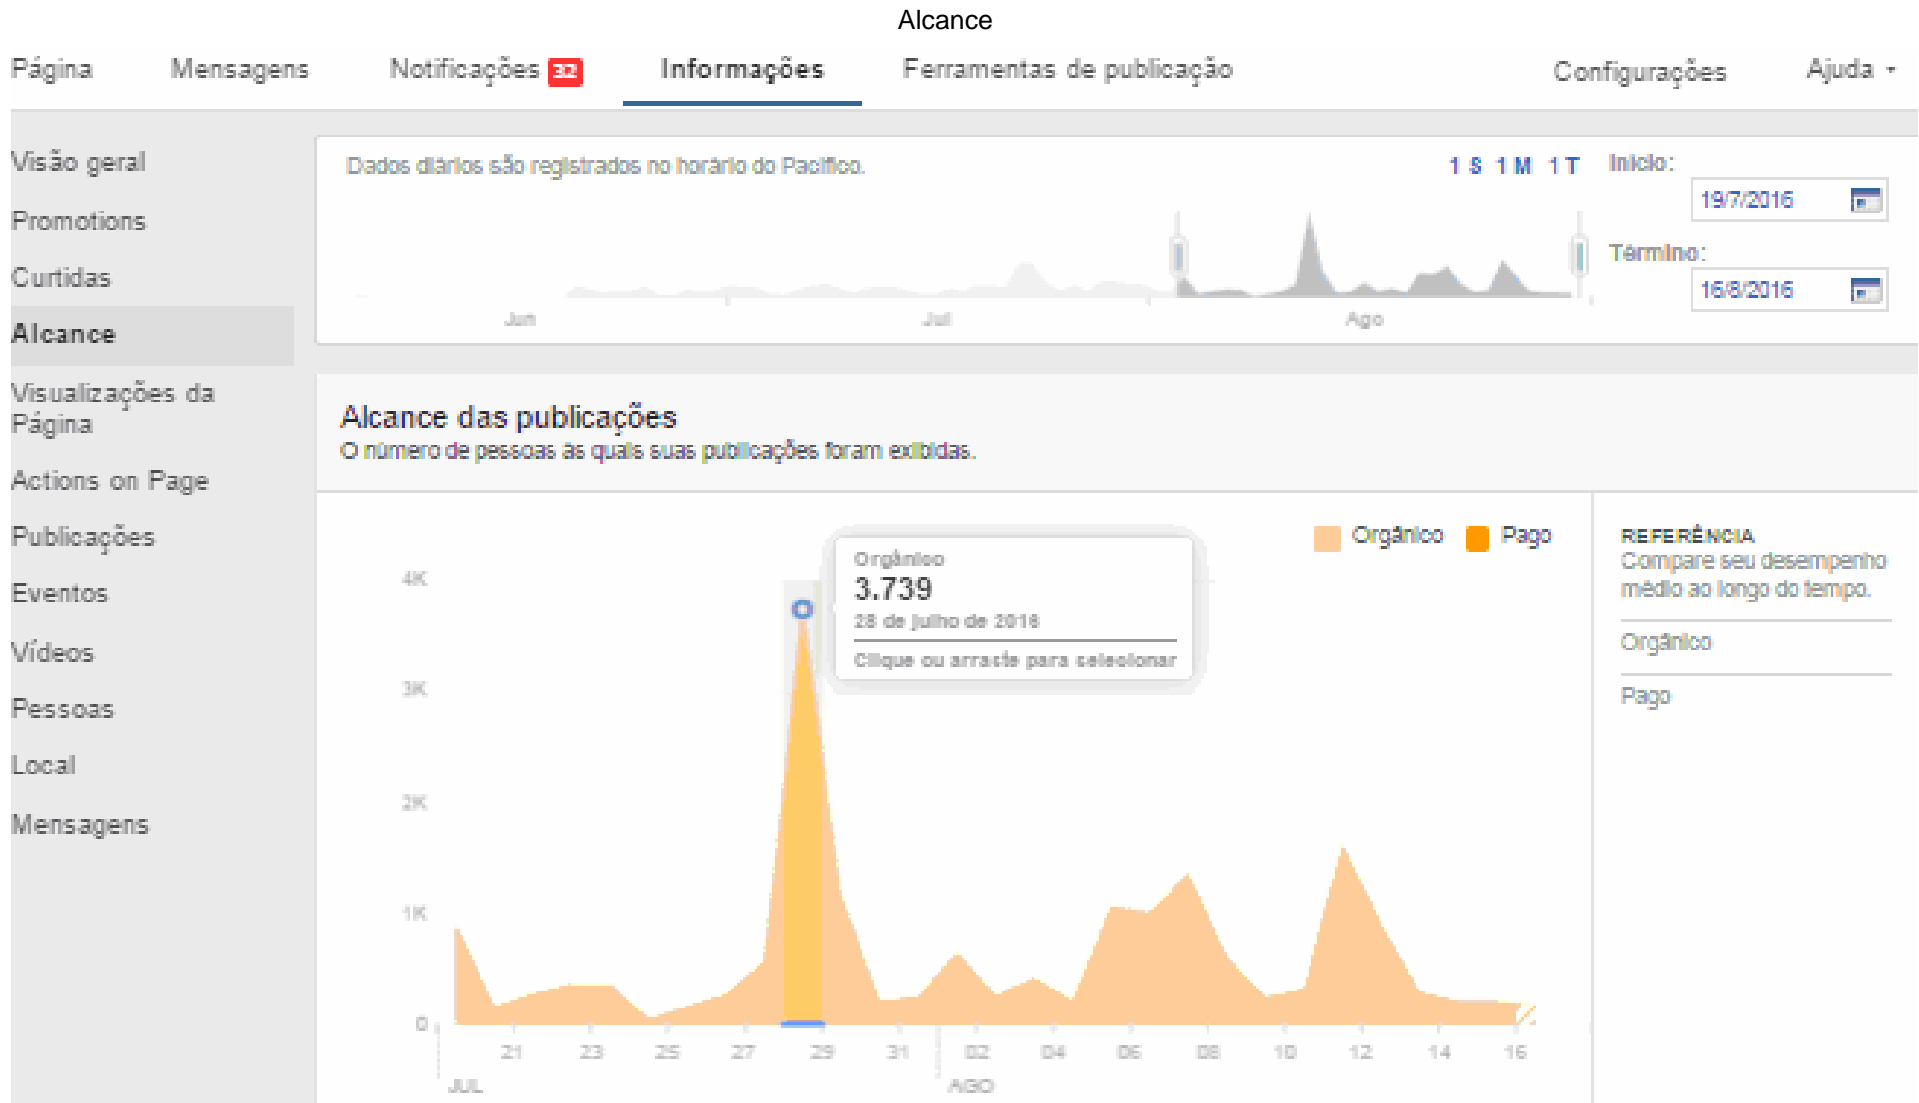 Alcance
Página Mensagens Notificações 32 Informações Ferramentas de publicação Configurações Ajuda
Visão geral
Promotions
Curtidas
Alcance
Visualizações da
Página
Actions on Page
Publicações
Eventos
Vídeos
Pessoas
Local
Mensagens
Dados diários são registrados no horário do Pacífico.
1 S 1 M 1 T
Início:
19/7/2016
Término:
16/8/2016
Jun Jul Ago
Alcance das publicações
O número de pessoas às quais suas publicações foram exibidas.
Orgânico Pago
Orgânico
3.739
28 de julho de 2016
Clique ou arraste para selecionar
4K
3K
2K
1K
0
21 23 25 27 29 31 02 04 06 08 10 12 14 16
JUL AGO
REFERÊNCIA
Compare seu desempenho
médio ao longo do tempo.
Orgânico
Pago